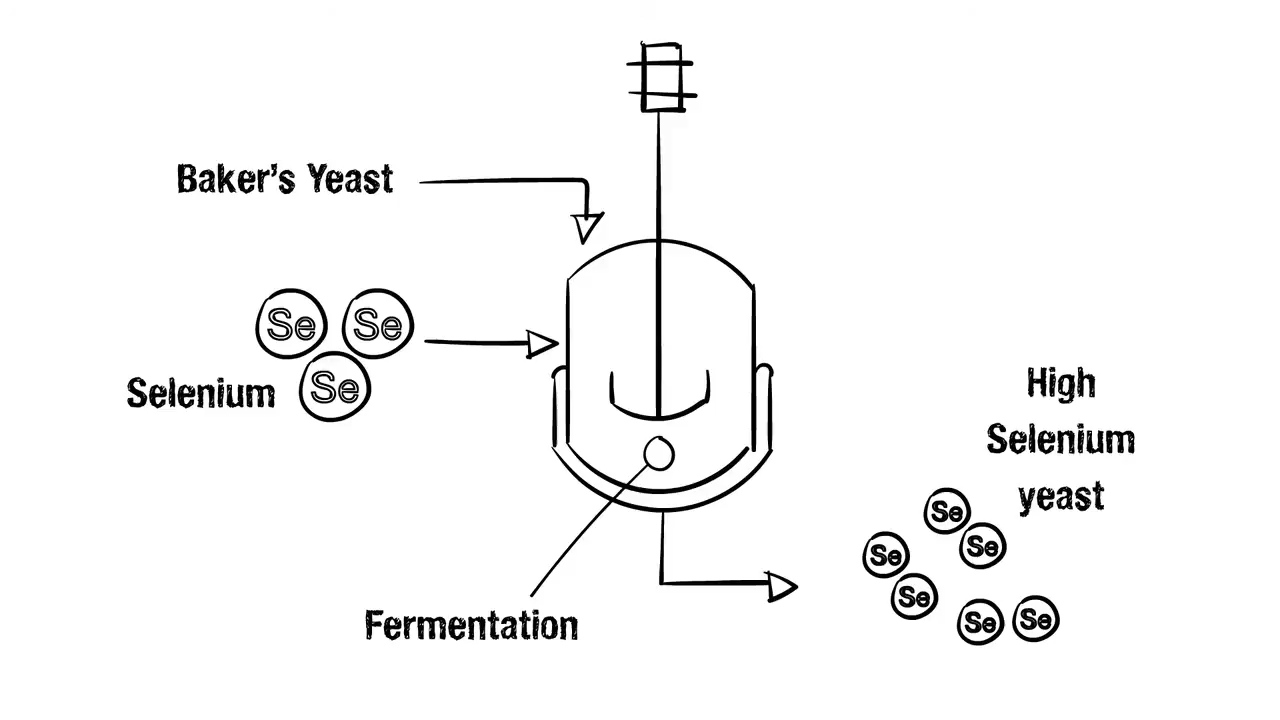 Baker's Yeast
Se Se
Se
Selenium
Fermentation
High
Selenium
yeast
Se
Se
Se
Se
Se Se